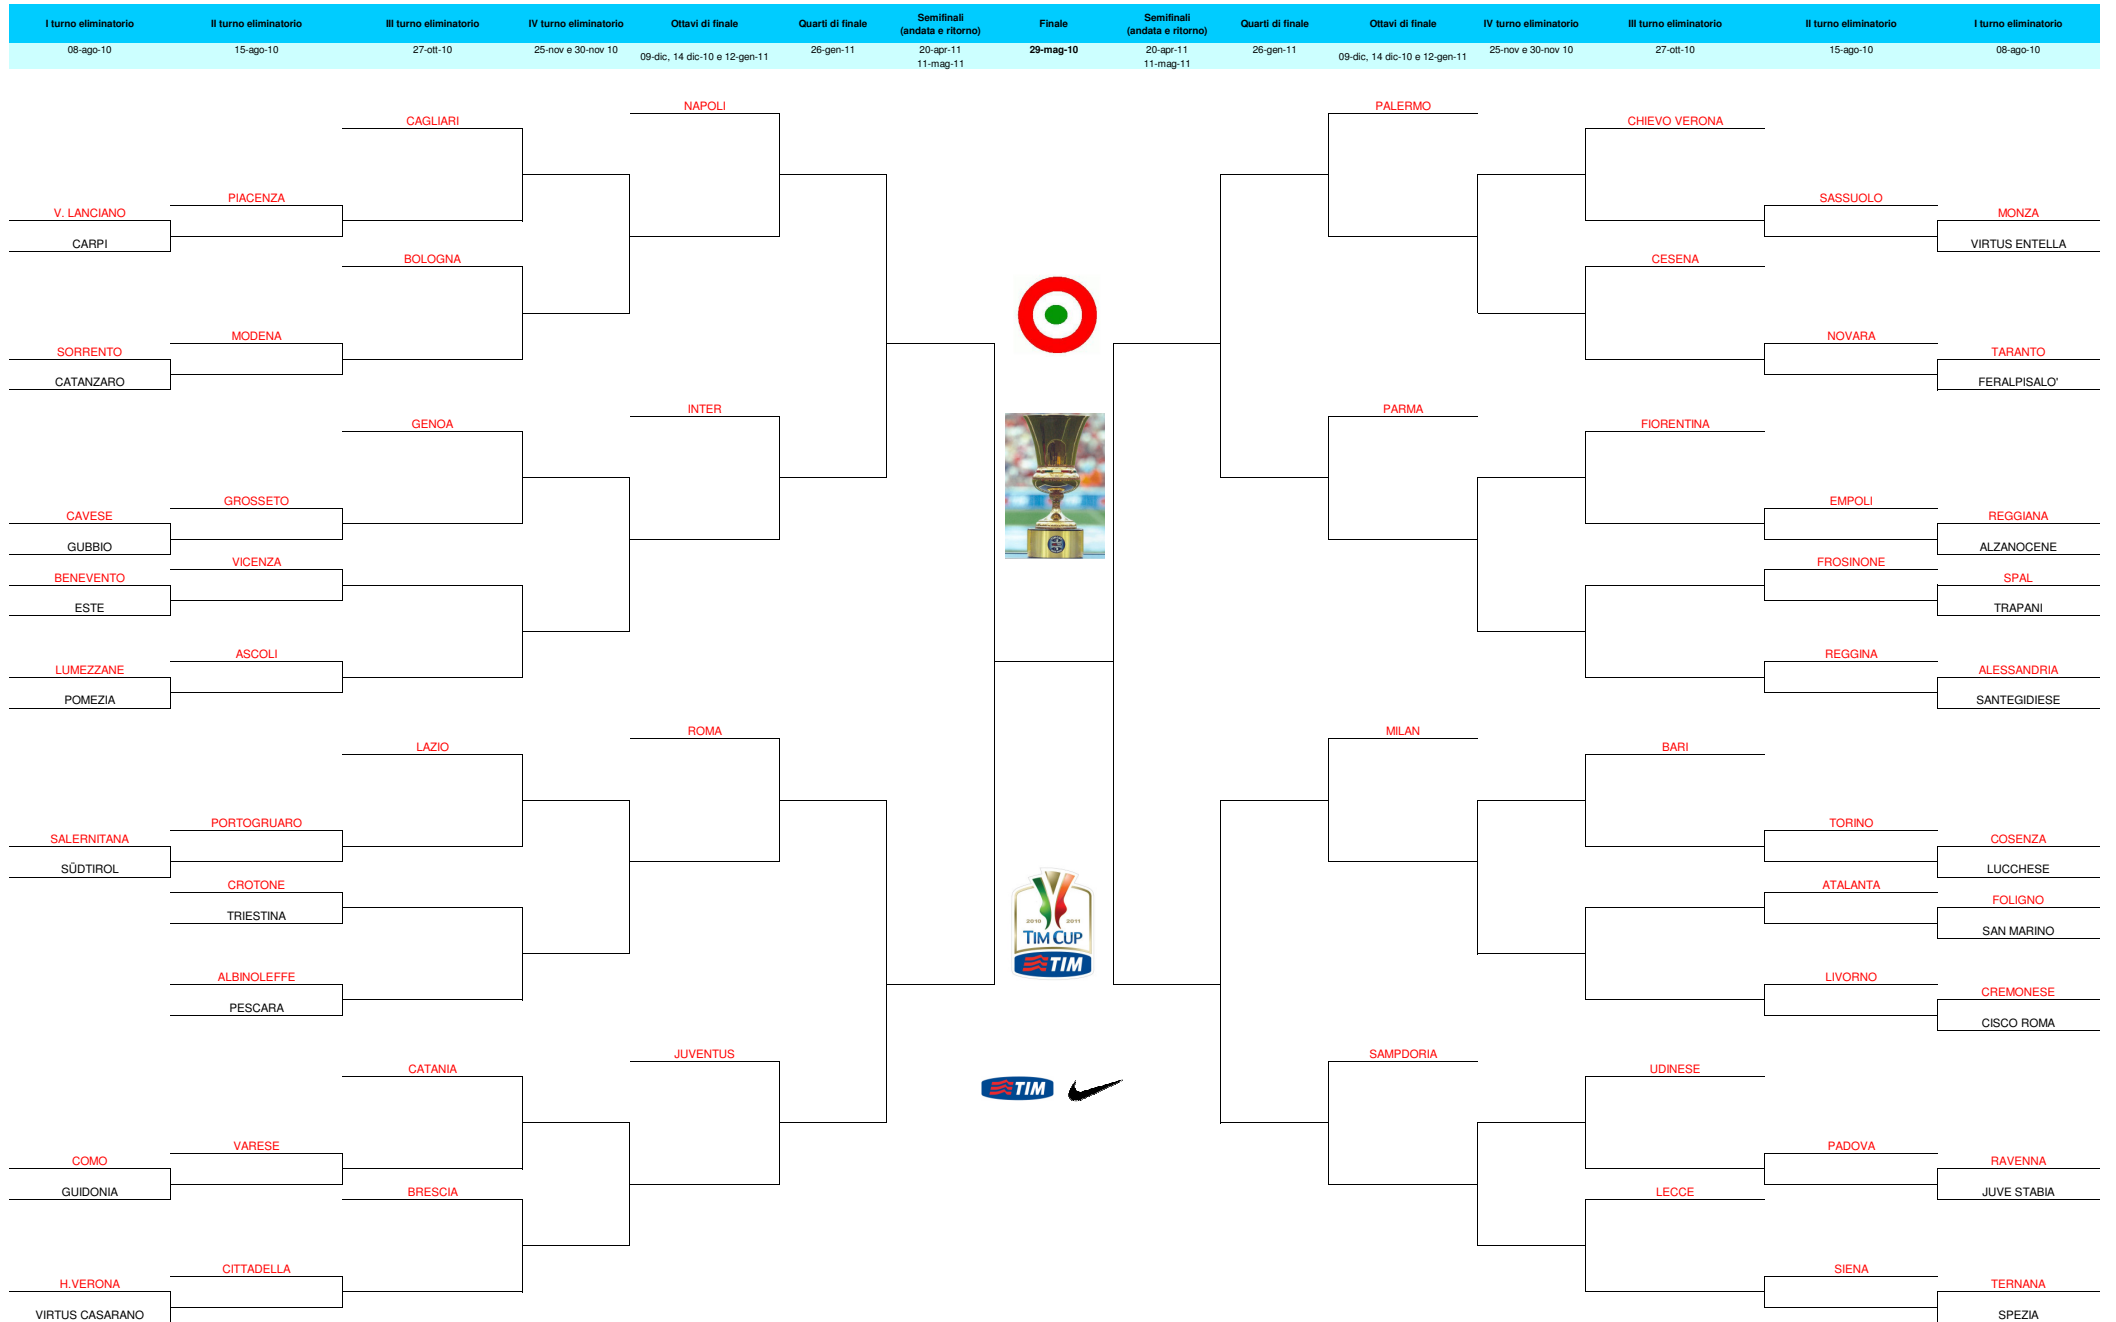 I turno eliminatorio
II turno eliminatorio
III turno eliminatorio
IV turno eliminatorio
Ottavi di finale
Quarti di finale
Semifinali
(andata e ritorno)
Finale
Semifinali
(andata e ritorno)
Quarti di finale
Ottavi di finale
IV turno eliminatorio
III turno eliminatorio
II turno eliminatorio
I turno eliminatorio
08-ago-10
15-ago-10
27-ott-10
25-nov e 30-nov 10
09-dic, 14 dic-10 e 12-gen-11
26-gen-11
20-apr-11
11-mag-11
29-mag-10
20-apr-11
11-mag-11
26-gen-11
09-dic, 14 dic-10 e 12-gen-11
25-nov e 30-nov 10
27-ott-10
15-ago-10
08-ago-10
V. LANCIANO
CARPI
SORRENTO
CATANZARO
CAVESE
GUBBIO
BENEVENTO
ESTE
LUMEZZANE
POMEZIA
SALERNITANA
SÜDTIROL
COMO
GUIDONIA
H.VERONA
VIRTUS CASARANO
PIACENZA
MODENA
GROSSETO
VICENZA
ASCOLI
PORTOGRUARO
CROTONE
TRIESTINA
ALBINOLEFFE
PESCARA
VARESE
CITTADELLA
CAGLIARI
BOLOGNA
GENOA
LAZIO
CATANIA
BRESCIA
NAPOLI
INTER
ROMA
JUVENTUS
2010 2011
TIM CUP
TIM
TIM
PALERMO
PARMA
MILAN
SAMPDORIA
CHIEVO VERONA
CESENA
FIORENTINA
BARI
UDINESE
LECCE
SASSUOLO
NOVARA
EMPOLI
FROSINONE
REGGINA
TORINO
ATALANTA
LIVORNO
PADOVA
SIENA
MONZA
VIRTUS ENTELLA
TARANTO
FERALPISALO'
REGGIANA
ALZANOCENE
SPAL
TRAPANI
ALESSANDRIA
SANTEGIDIESE
COSENZA
LUCCHESE
FOLIGNO
SAN MARINO
CREMONESE
CISCO ROMA
RAVENNA
JUVE STABIA
TERNANA
SPEZIA